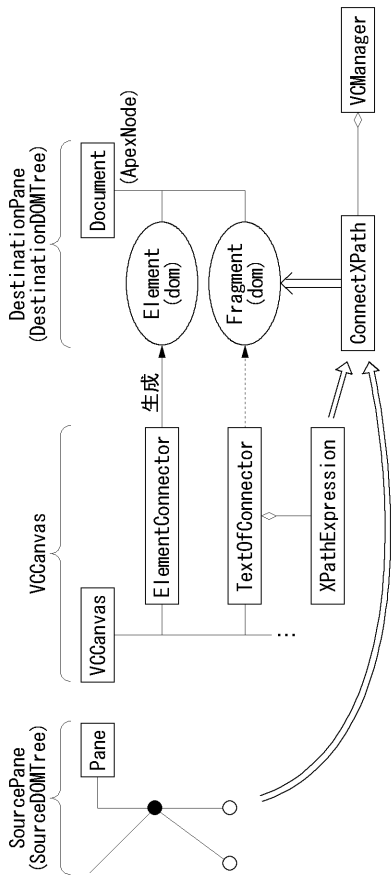 SourcePane
(SourceDOMTree)
VCCanvas
DestinationPane
(DestinationDOMTree)
Pane
VCCanvas
Document
(ApexNode)
ElementConnector
生成
Element
(dom)
TextOfConnector
Fragment
(dom)
...
XPathExpression
ConnectXPath
VCManager